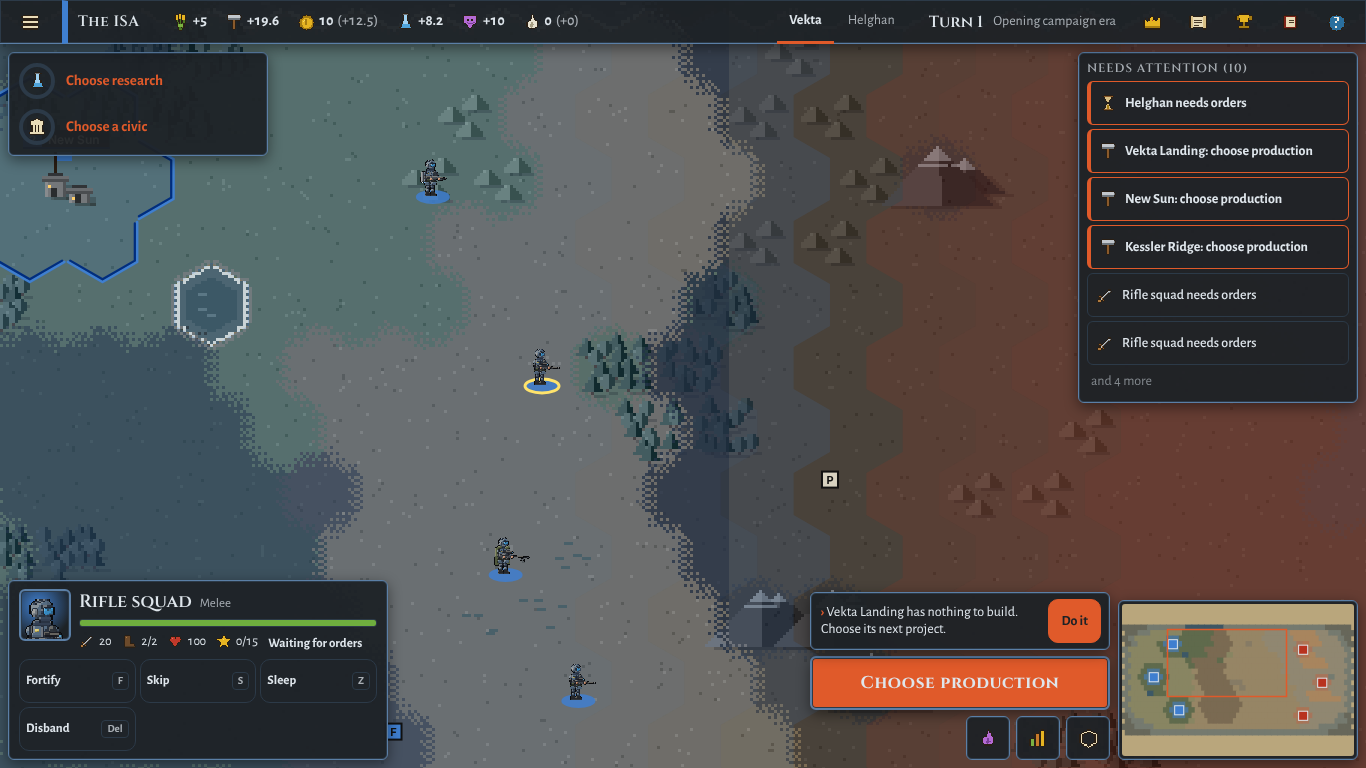 The ISA
+5
+19.6
10 (+12.5)
+8.2
+10
0 (+0)
Vekta
Helghan
Turn 1
Opening campaign era
?
Choose research
Choose a civic
Needs attention (10)
Helghan needs orders
Vekta Landing: choose production
New Sun: choose production
Kessler Ridge: choose production
Rifle squad needs orders
Rifle squad needs orders
and 4 more
P
Rifle squad Melee
20
2/2
100
0/15
Waiting for orders
Fortify F
Skip S
Sleep Z
Disband Del
F
› Vekta Landing has nothing to build.
Choose its next project.
Do it
Choose production